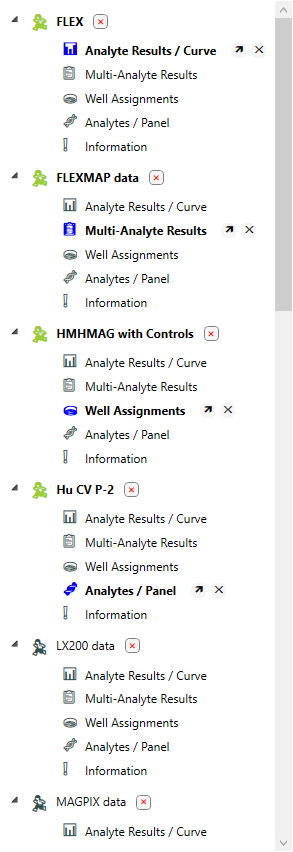 FLEX
Analyte Results / Curve
Multi-Analyte Results
Well Assignments
Analytes / Panel
Information
FLEXMAP data
Analyte Results / Curve
Multi-Analyte Results
Well Assignments
Analytes / Panel
Information
HMHMAG with Controls
Analyte Results / Curve
Multi-Analyte Results
Well Assignments
Analytes / Panel
Information
Hu CV P-2
Analyte Results / Curve
Multi-Analyte Results
Well Assignments
Analytes / Panel
Information
LX200 data
Analyte Results / Curve
Multi-Analyte Results
Well Assignments
Analytes / Panel
Information
MAGPIX data
Analyte Results / Curve